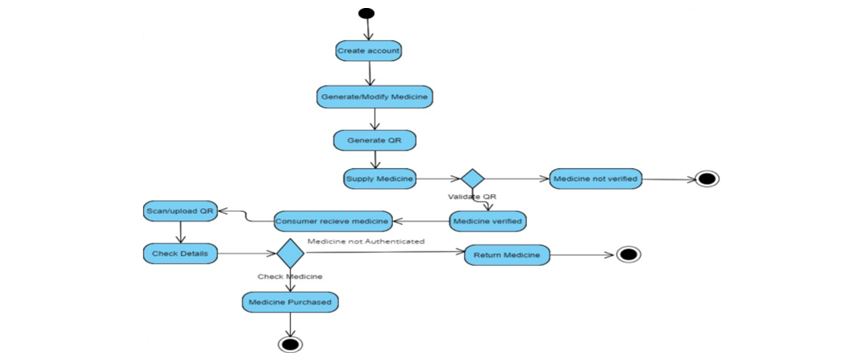 Create account
Generate/Modify Medicine
Generate QR
Supply Medicine
Medicine not verified
Validate QR
Scan/upload QR
Consumer recieve medicine
Medicine verified
Medicine not Authenticated
Check Details
Return Medicine
Check Medicine
Medicine Purchased